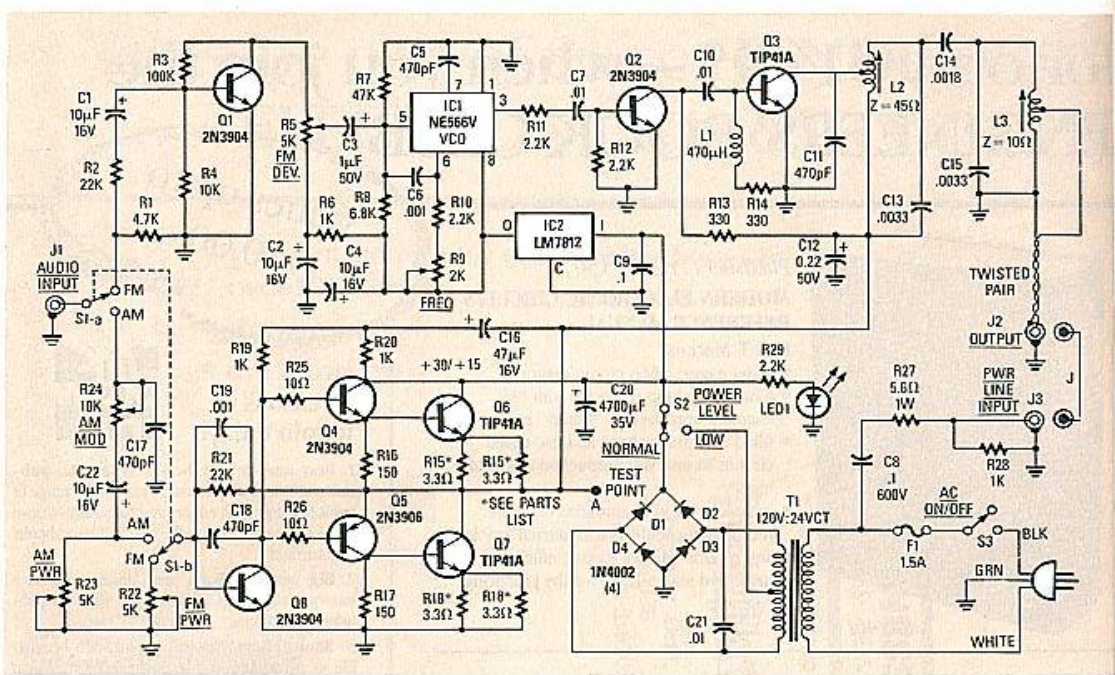 R3
100K
C1
10μF
16V
R2
22K
R1
4.7K
R4
10K
Q1
2N3904
J1
AUDIO
INPUT
S1-a
FM
AM
R5
5K
FM
DEV.
C3
1μF
50V
R7
47K
C5
470pF
7
1
5
IC1
NE566V
VCO
3
6
8
C6
.001
R8
6.8K
R10
2.2K
R6
1K
C2
10μF
16V
C4
10μF
16V
R9
2K
FREQ
R11
2.2K
C7
.01
R12
2.2K
Q2
2N3904
C10
.01
Q3
TIP41A
L1
470μH
R13
330
R14
330
C11
470pF
L2
Z = 45Ω
C14
.0018
L3
Z = 10Ω
C15
.0033
C13
.0033
C12
0.22
50V
O
IC2
LM7812
I
C
C9
.1
TWISTED
PAIR
J2
OUTPUT
PWR
LINE
INPUT
J3
J
R24
10K
AM
MOD
C17
470pF
C22
10μF
16V
AM
FM
S1-b
AM
PWR
R23
5K
R22
5K
FM
PWR
R19
1K
C19
.001
R21
22K
C18
470pF
R25
10Ω
R20
1K
C16
47μF
16V
+30V+15
Q4
2N3904
Q6
TIP41A
R16
150
R15*
3.3Ω
R15*
3.3Ω
R26
10Ω
Q5
2N3906
*SEE PARTS
LIST
Q7
TIP41A
R17
150
R18*
3.3Ω
R18*
3.3Ω
Q8
2N3904
C20
4700μF
35V
S2
POWER
LEVEL
LOW
NORMAL
TEST
POINT
A
R29
2.2K
LED1
R27
5.6Ω
1W
R28
1K
C8
.1
600V
AC
ON/OFF
S3
F1
1.5A
BLK
GRN
WHITE
T1
120V:24VCT
D1
D2
D4
D3
1N4002
(4)
C21
.01